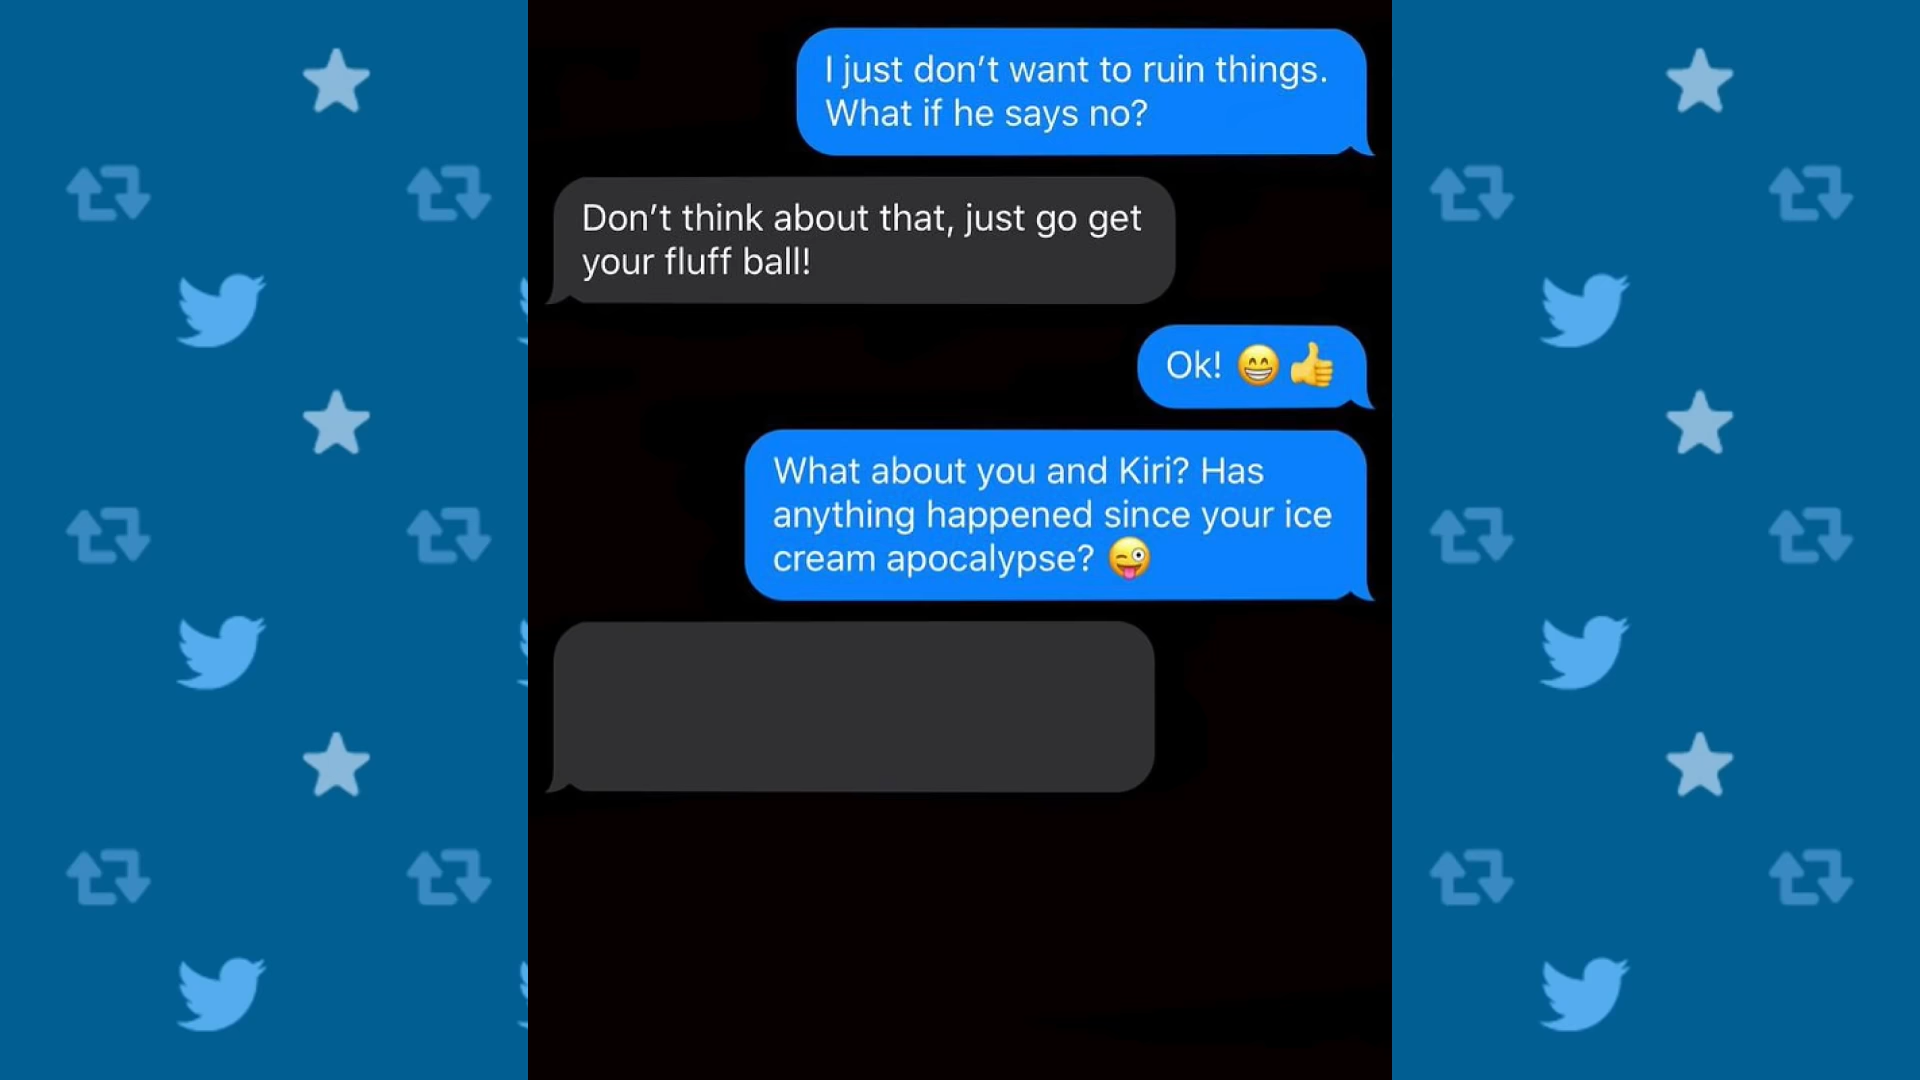 I just don’t want to ruin things.
What if he says no?
Don’t think about that, just go get
your fluff ball!
Ok! 😁 👍
What about you and Kiri? Has
anything happened since your ice
cream apocalypse? 😜